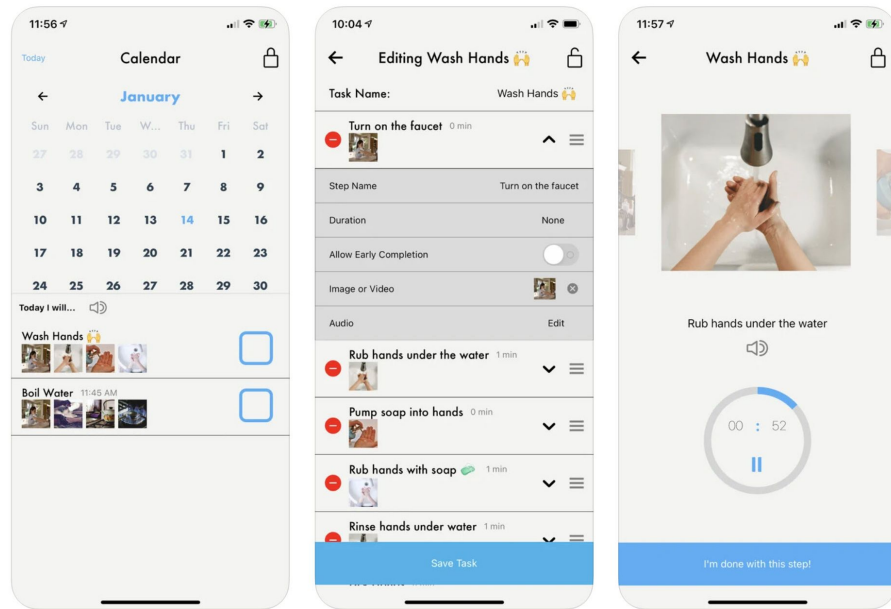 11:56
Today
Calendar
January
Sun Mon Tue W... Thu Fri Sat
27 28 29 30 31 1 2
3 4 5 6 7 8 9
10 11 12 13 14 15 16
17 18 19 20 21 22 23
24 25 26 27 28 29 30
Today I will...
Wash Hands 🙌
Boil Water 11:45 AM
10:04
Editing Wash Hands 🙌
Task Name: Wash Hands 🙌
Turn on the faucet 0 min
Step Name Turn on the faucet
Duration None
Allow Early Completion
Image or Video
Audio Edit
Rub hands under the water 1 min
Pump soap into hands 0 min
Rub hands with soap 🧼 1 min
Rinse hands under water 1 min
Save Task
11:57
Wash Hands 🙌
Rub hands under the water
00 : 52
I'm done with this step!